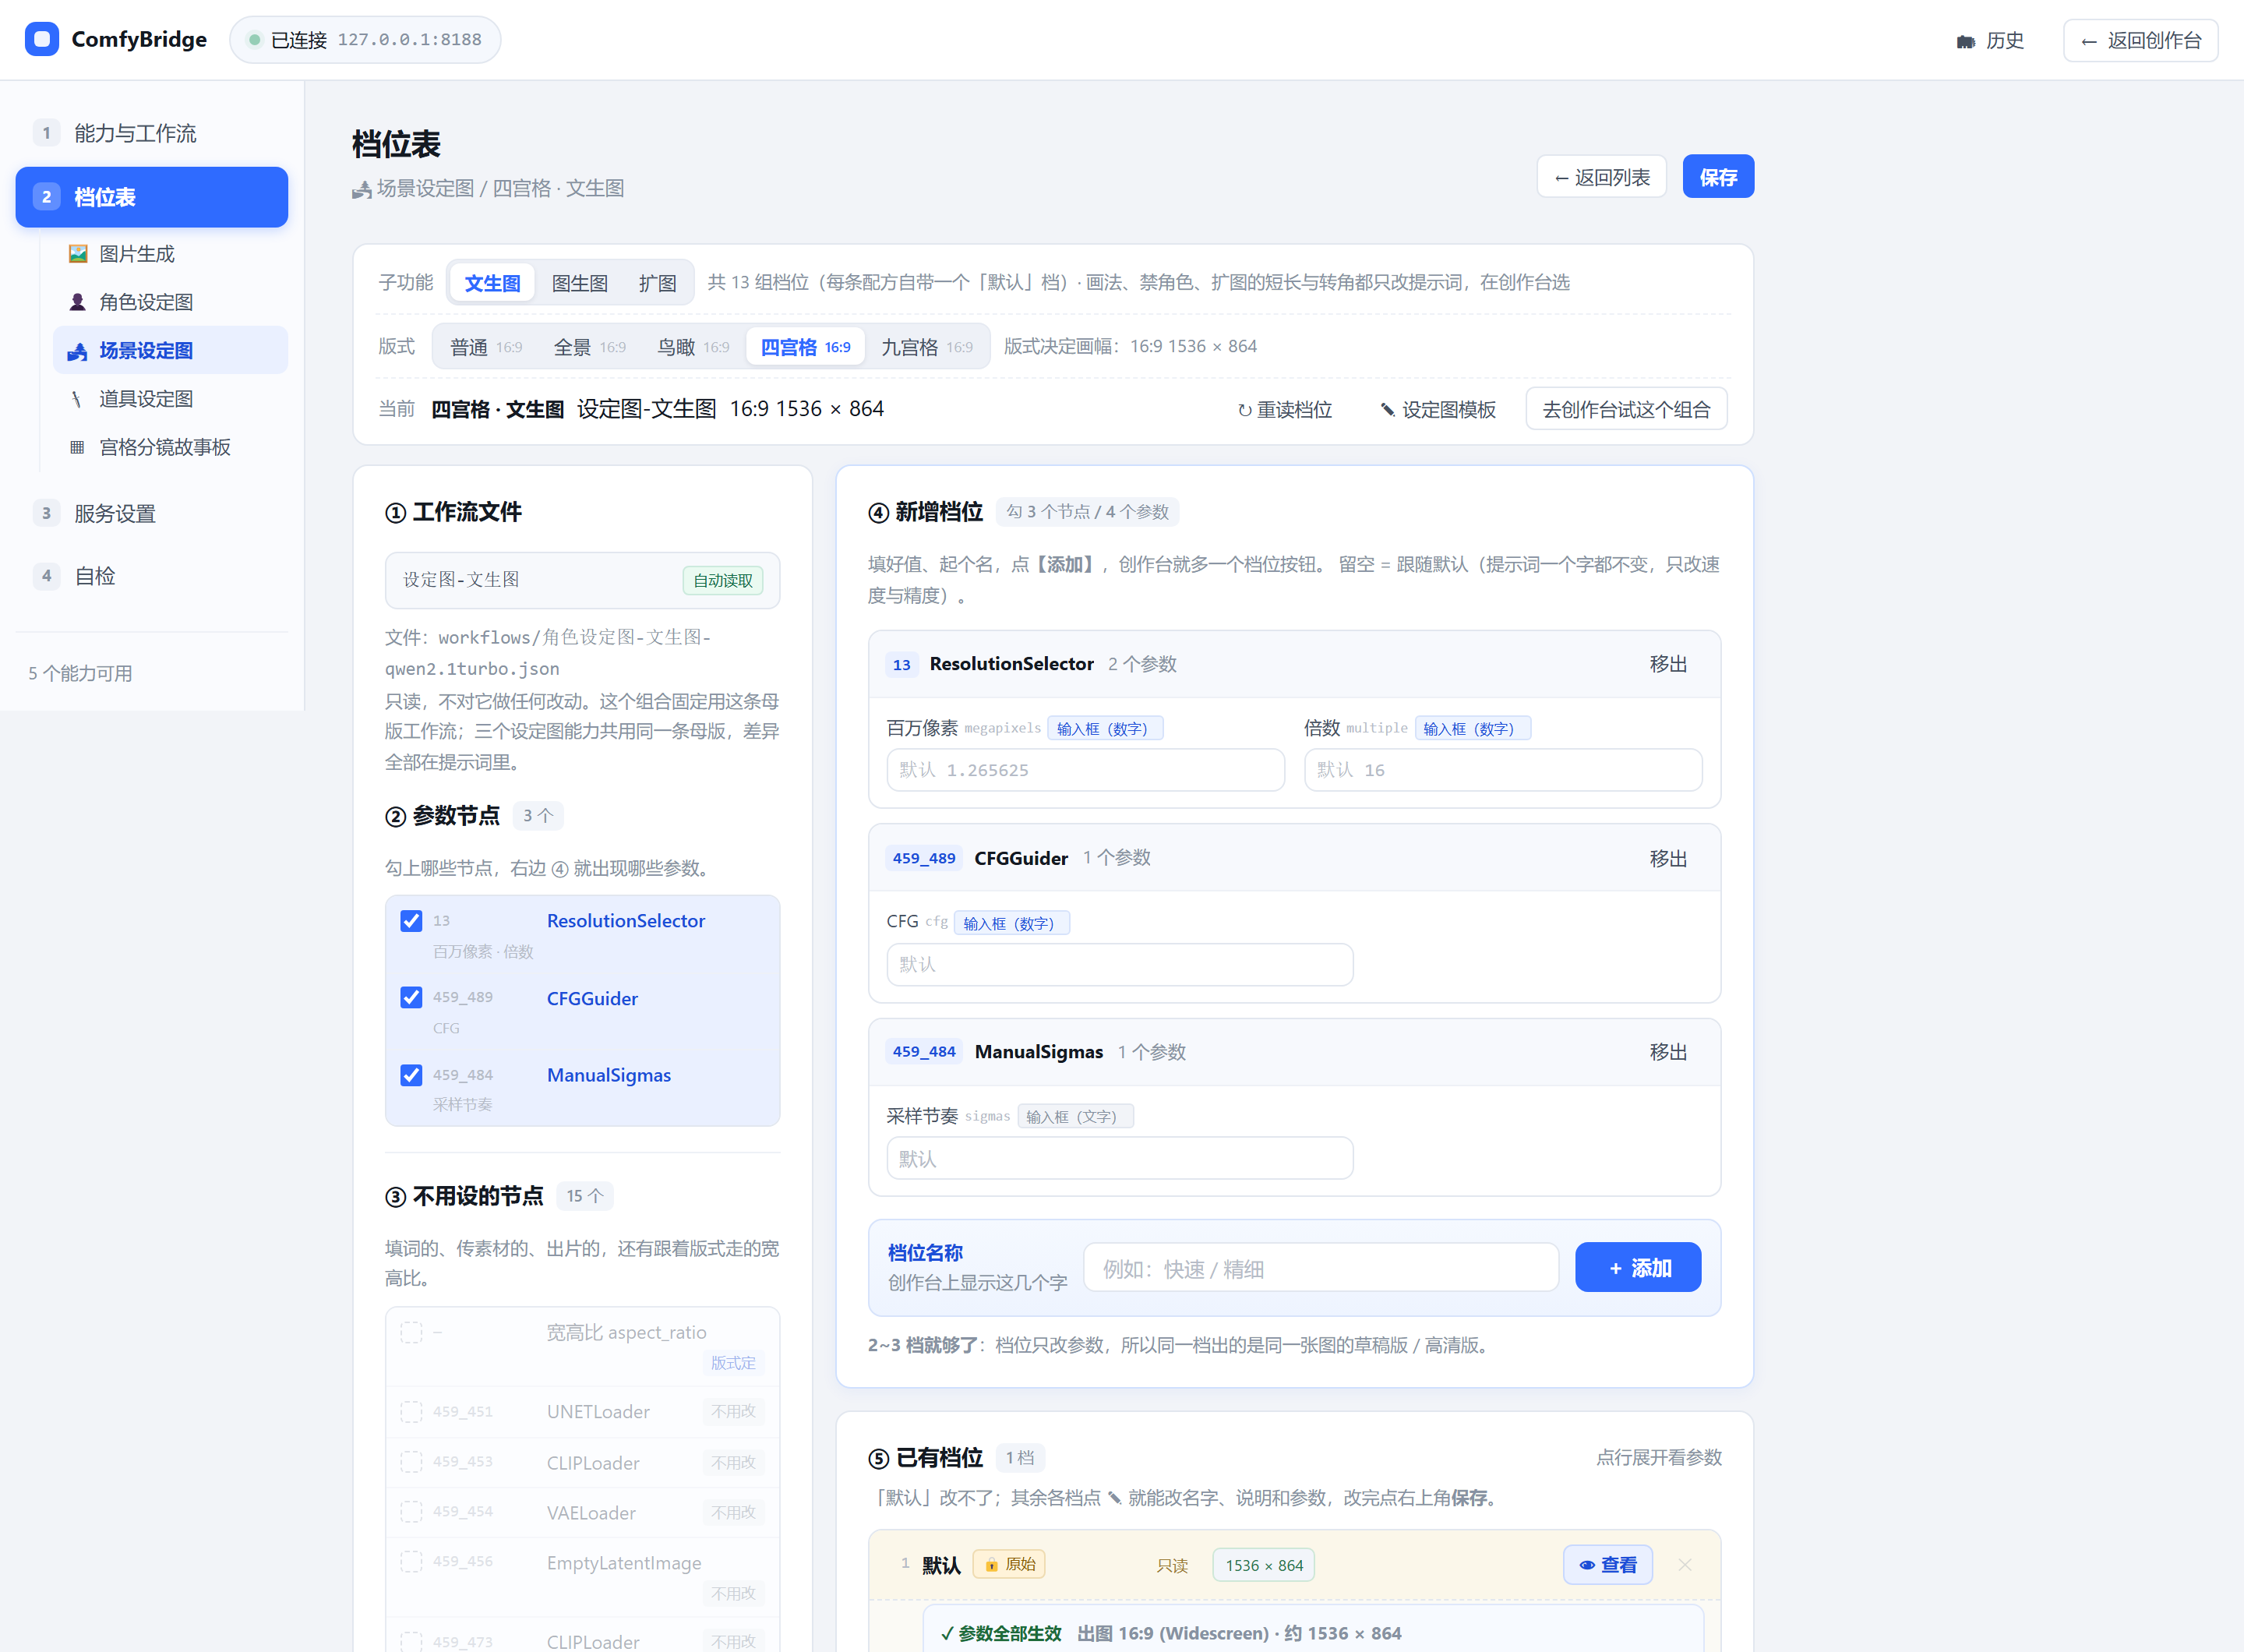 ComfyBridge
已连接 127.0.0.1:8188
历史
← 返回创作台
1 能力与工作流
2 档位表
图片生成
角色设定图
场景设定图
道具设定图
宫格分镜故事板
3 服务设置
4 自检
5 个能力可用
档位表
场景设定图 / 四宫格 · 文生图
← 返回列表
保存
子功能 文生图 图生图 扩图 共 13 组档位（每条配方自带一个「默认」档）· 画法、禁角色、扩图的短长与转角都只改提示词，在创作台选
版式 普通 16:9 全景 16:9 鸟瞰 16:9 四宫格 16:9 九宫格 16:9 版式决定画幅：16:9 1536 × 864
当前 四宫格 · 文生图 设定图-文生图 16:9 1536 × 864
↻ 重读档位
✎ 设定图模板
去创作台试这个组合
① 工作流文件
设定图-文生图 自动读取
文件：workflows/角色设定图-文生图-
qwen2.1turbo.json
只读，不对它做任何改动。这个组合固定用这条母
版工作流；三个设定图能力共用同一条母版，差异
全部在提示词里。
② 参数节点 3 个
勾上哪些节点，右边 ④ 就出现哪些参数。
13 ResolutionSelector
百万像素 · 倍数
459_489 CFGGuider
CFG
459_484 ManualSigmas
采样节奏
③ 不用设的节点 15 个
填词的、传素材的、出片的，还有跟着版式走的宽
高比。
— 宽高比 aspect_ratio
版式定
459_451 UNETLoader 不用改
459_453 CLIPLoader 不用改
459_454 VAELoader 不用改
459_456 EmptyLatentImage
不用改
459_473 CLIPLoader 不用改
④ 新增档位 勾 3 个节点 / 4 个参数
填好值、起个名，点【添加】，创作台就多一个档位按钮。 留空 = 跟随默认（提示词一个字都不变，只改速
度与精度）。
13 ResolutionSelector 2 个参数 移出
百万像素 megapixels 输入框（数字） 倍数 multiple 输入框（数字）
默认 1.265625 默认 16
459_489 CFGGuider 1 个参数 移出
CFG cfg 输入框（数字）
默认
459_484 ManualSigmas 1 个参数 移出
采样节奏 sigmas 输入框（文字）
默认
档位名称
创作台上显示这几个字
例如：快速 / 精细
+ 添加
2~3 档就够了：档位只改参数，所以同一档出的是同一张图的草稿版 / 高清版。
⑤ 已有档位 1 档 点行展开看参数
「默认」改不了；其余各档点 ✎ 就能改名字、说明和参数，改完点右上角保存。
1 默认 原始 只读 1536 × 864 查看 ×
✓ 参数全部生效 出图 16:9 (Widescreen) · 约 1536 × 864